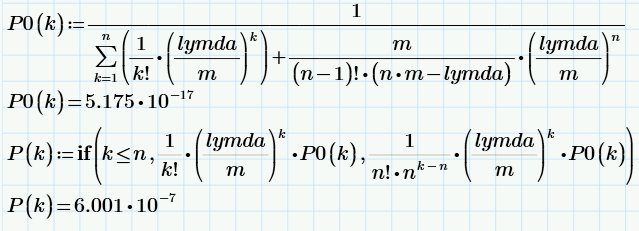 P0(k):=1/(∑_{k=1}^{n}(1/k!·(lymda/m)^k)+m/((n−1)!·(n·m−lymda))·(lymda/m)^n)
P0(k)=5.175·10^−17
P(k):=if(k≤n,1/k!·(lymda/m)^k·P0(k),1/(n!·n^(k−n))·(lymda/m)^k·P0(k))
P(k)=6.001·10^−7